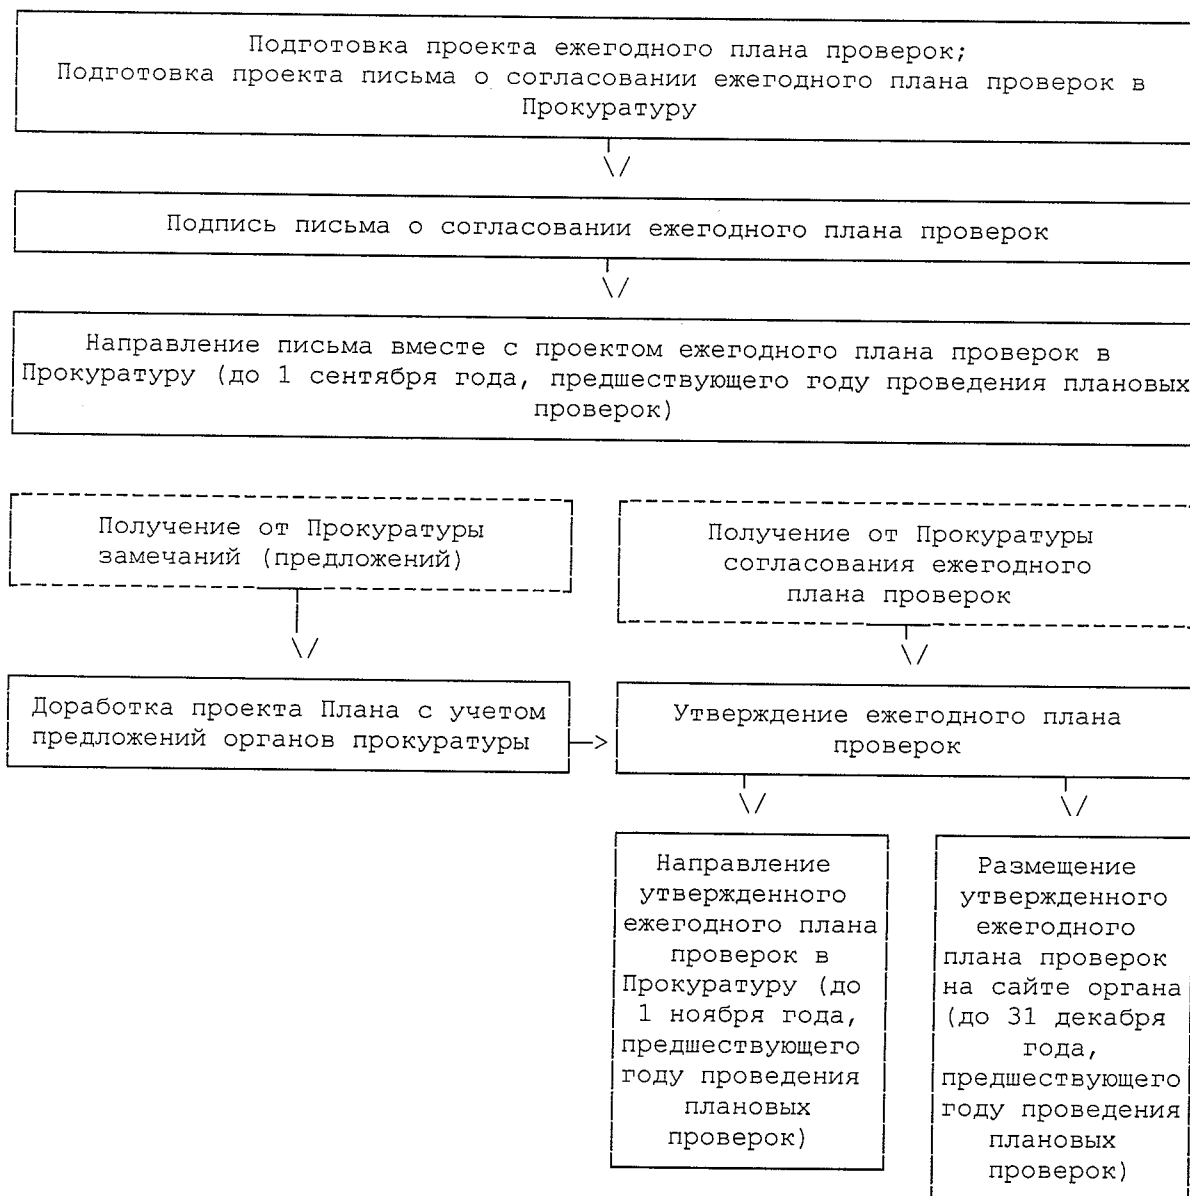 Подготовка проекта ежегодного плана проверок;
Подготовка проекта письма о согласовании ежегодного плана проверок в
Прокуратуру
Подпись письма о согласовании ежегодного плана проверок
Направление письма вместе с проектом ежегодного плана проверок в
Прокуратуру (до 1 сентября года, предшествующего году проведения плановых
проверок)
Получение от Прокуратуры
замечаний (предложений)
Получение от Прокуратуры
согласования ежегодного
плана проверок
Доработка проекта Плана с учетом
предложений органов прокуратуры
Утверждение ежегодного плана
проверок
Направление
утвержденного
ежегодного плана
проверок в
Прокуратуру (до
1 ноября года,
предшествующего
году проведения
плановых
проверок)
Размещение
утвержденного
ежегодного
плана проверок
на сайте органа
(до 31 декабря
года,
предшествующего
году проведения
плановых
проверок)